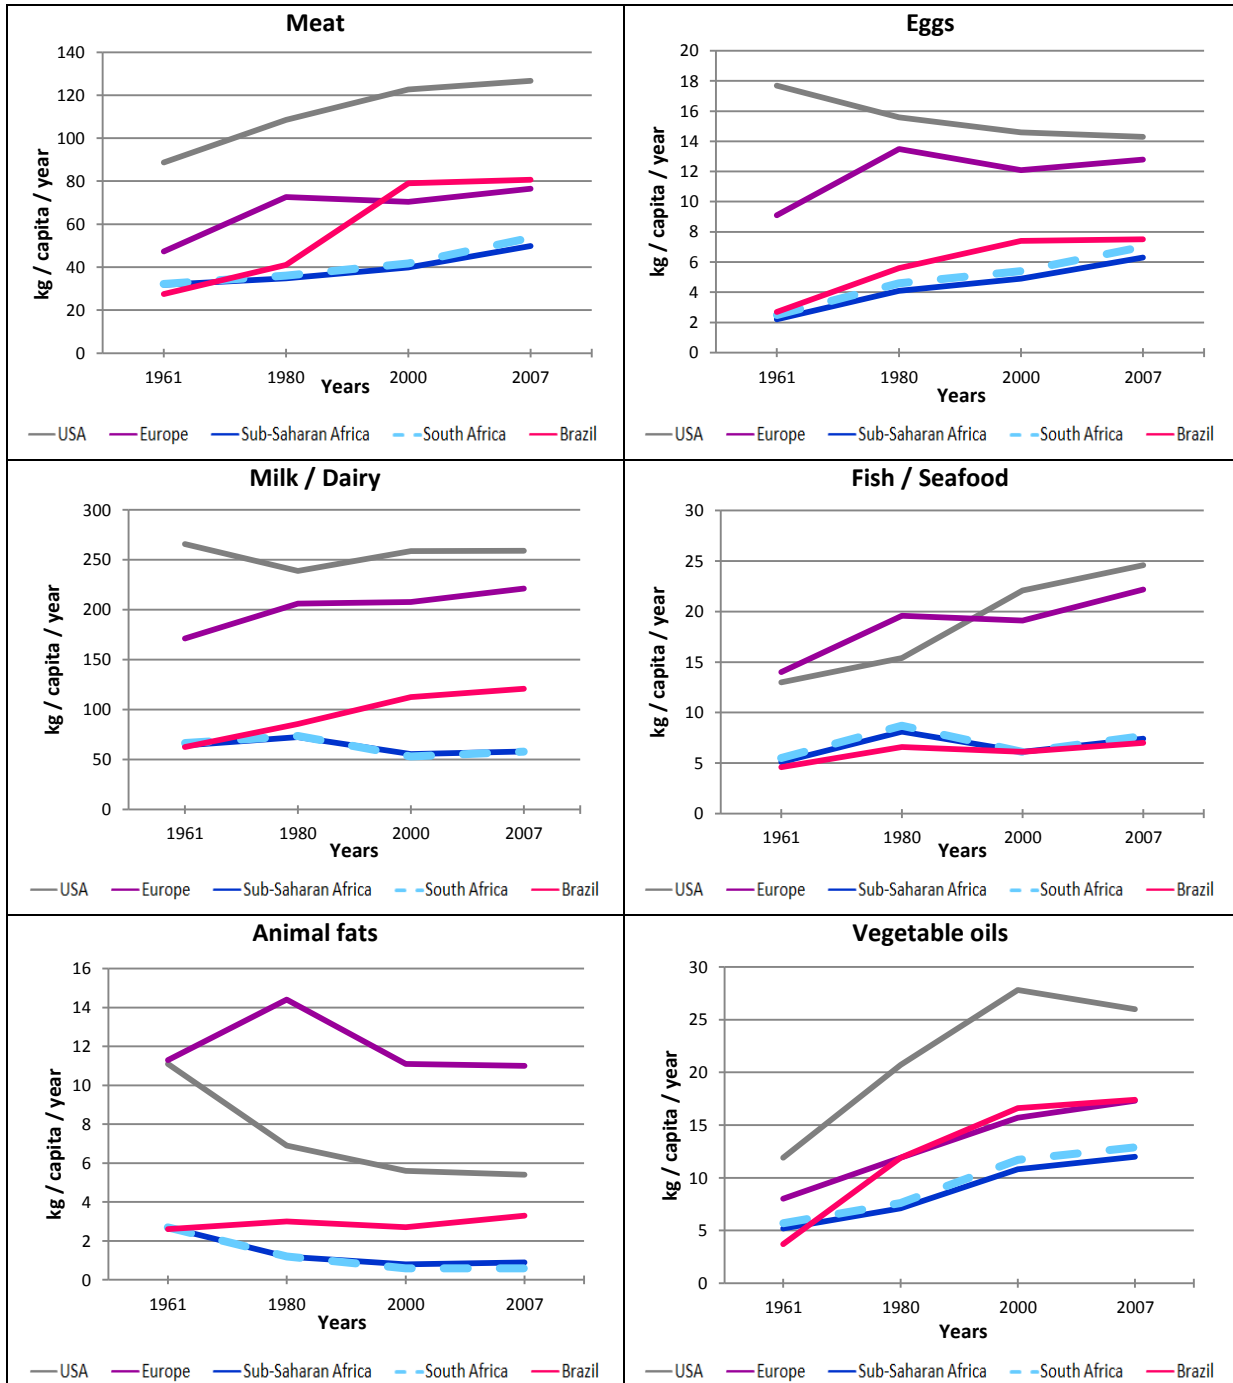 Meat
140
120
100
80
60
40
20
0
kg / capita / year
1961 1980 2000 2007
Years
USA Europe Sub-Saharan Africa South Africa Brazil
Eggs
20
18
16
14
12
10
8
6
4
2
0
kg / capita / year
1961 1980 2000 2007
Years
USA Europe Sub-Saharan Africa South Africa Brazil
Milk / Dairy
300
250
200
150
100
50
0
kg / capita / year
1961 1980 2000 2007
Years
USA Europe Sub-Saharan Africa South Africa Brazil
Fish / Seafood
30
25
20
15
10
5
0
kg / capita / year
1961 1980 2000 2007
Years
USA Europe Sub-Saharan Africa South Africa Brazil
Animal fats
16
14
12
10
8
6
4
2
0
kg / capita / year
1961 1980 2000 2007
Years
USA Europe Sub-Saharan Africa South Africa Brazil
Vegetable oils
30
25
20
15
10
5
0
kg / capita / year
1961 1980 2000 2007
Years
USA Europe Sub-Saharan Africa South Africa Brazil